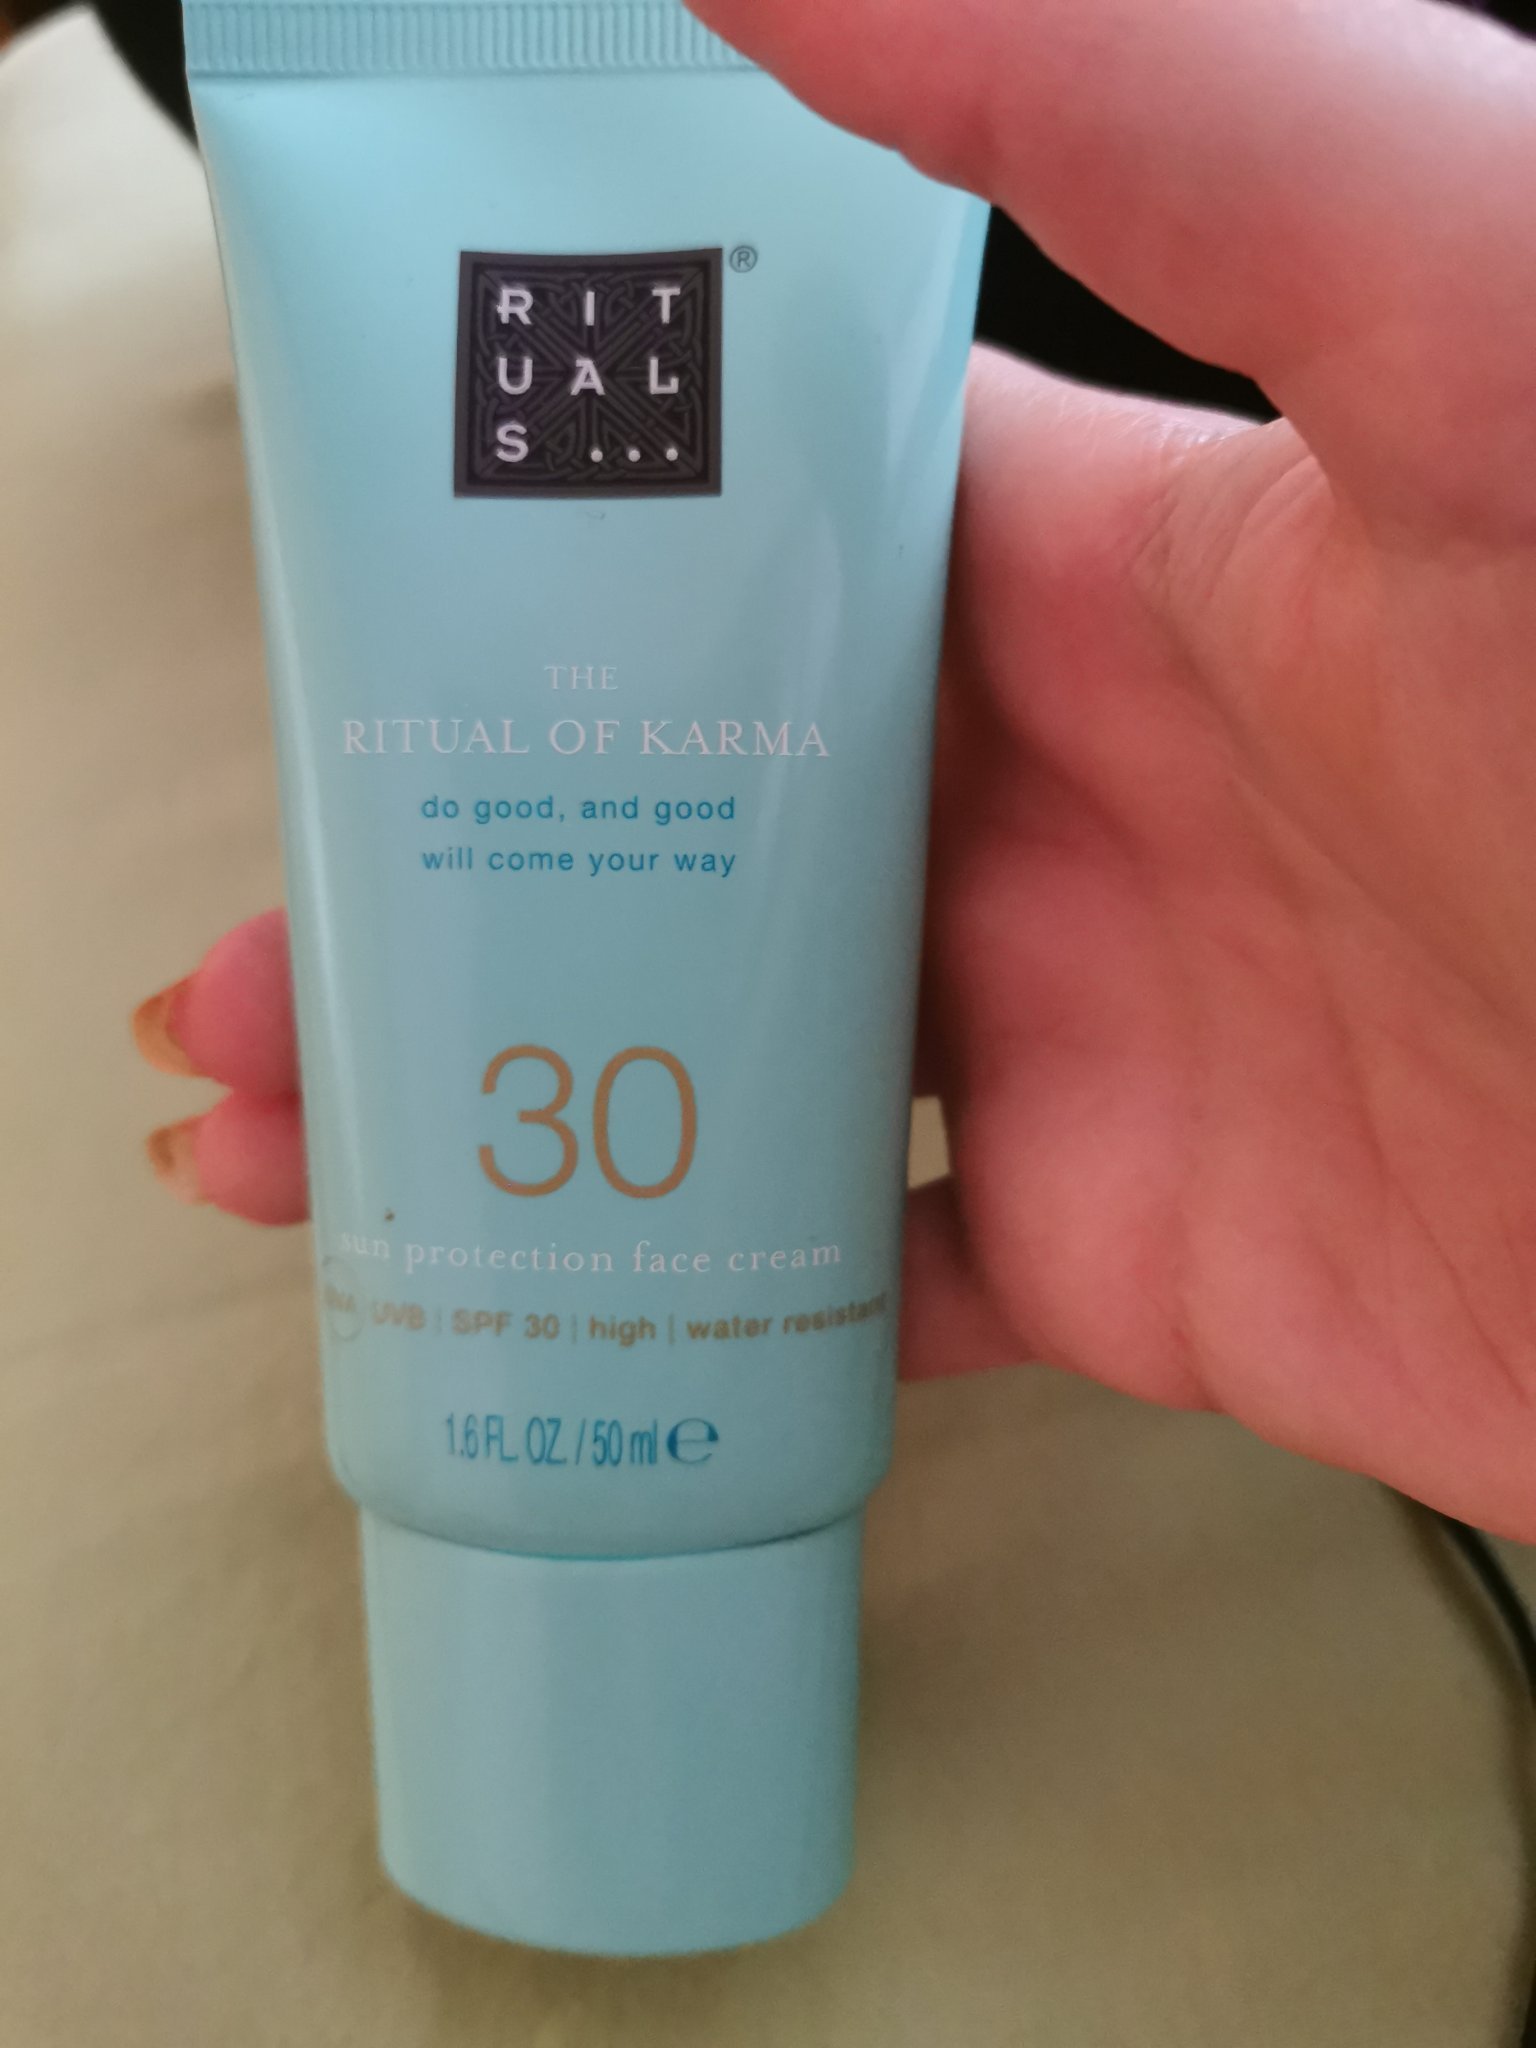 RIT
UAL
S...
®
THE
RITUAL OF KARMA
do good, and good
will come your way
30
sun protection face cream
UVA UVB | SPF 30 | high | water resistant
1.6 FL. OZ. / 50 ml e